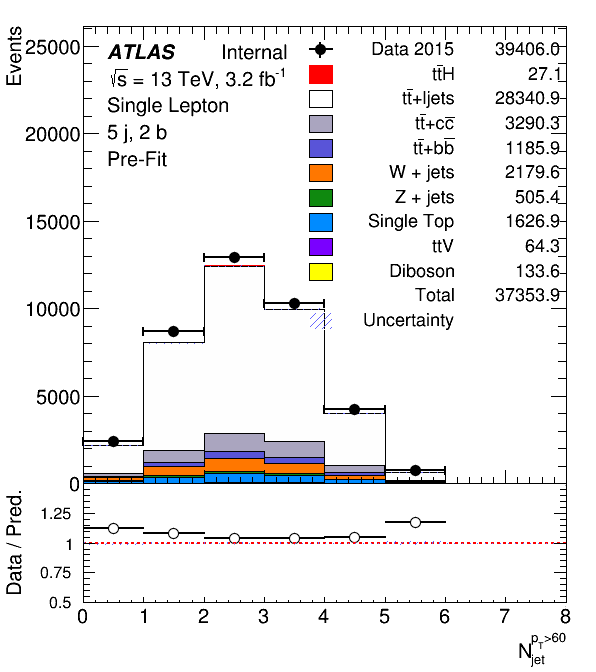 Events
25000
20000
15000
10000
5000
0
ATLAS Internal
√s = 13 TeV, 3.2 fb⁻¹
Single Lepton
5 j, 2 b
Pre-Fit
Data 2015 39406.0
tt̄H 27.1
tt̄+ljets 28340.9
tt̄+cc̄ 3290.3
tt̄+bb̄ 1185.9
W + jets 2179.6
Z + jets 505.4
Single Top 1626.9
ttV 64.3
Diboson 133.6
Total 37353.9
Uncertainty
Data / Pred.
1.25
1
0.75
0.5
0 1 2 3 4 5 6 7 8
N_jet^{p_T>60}